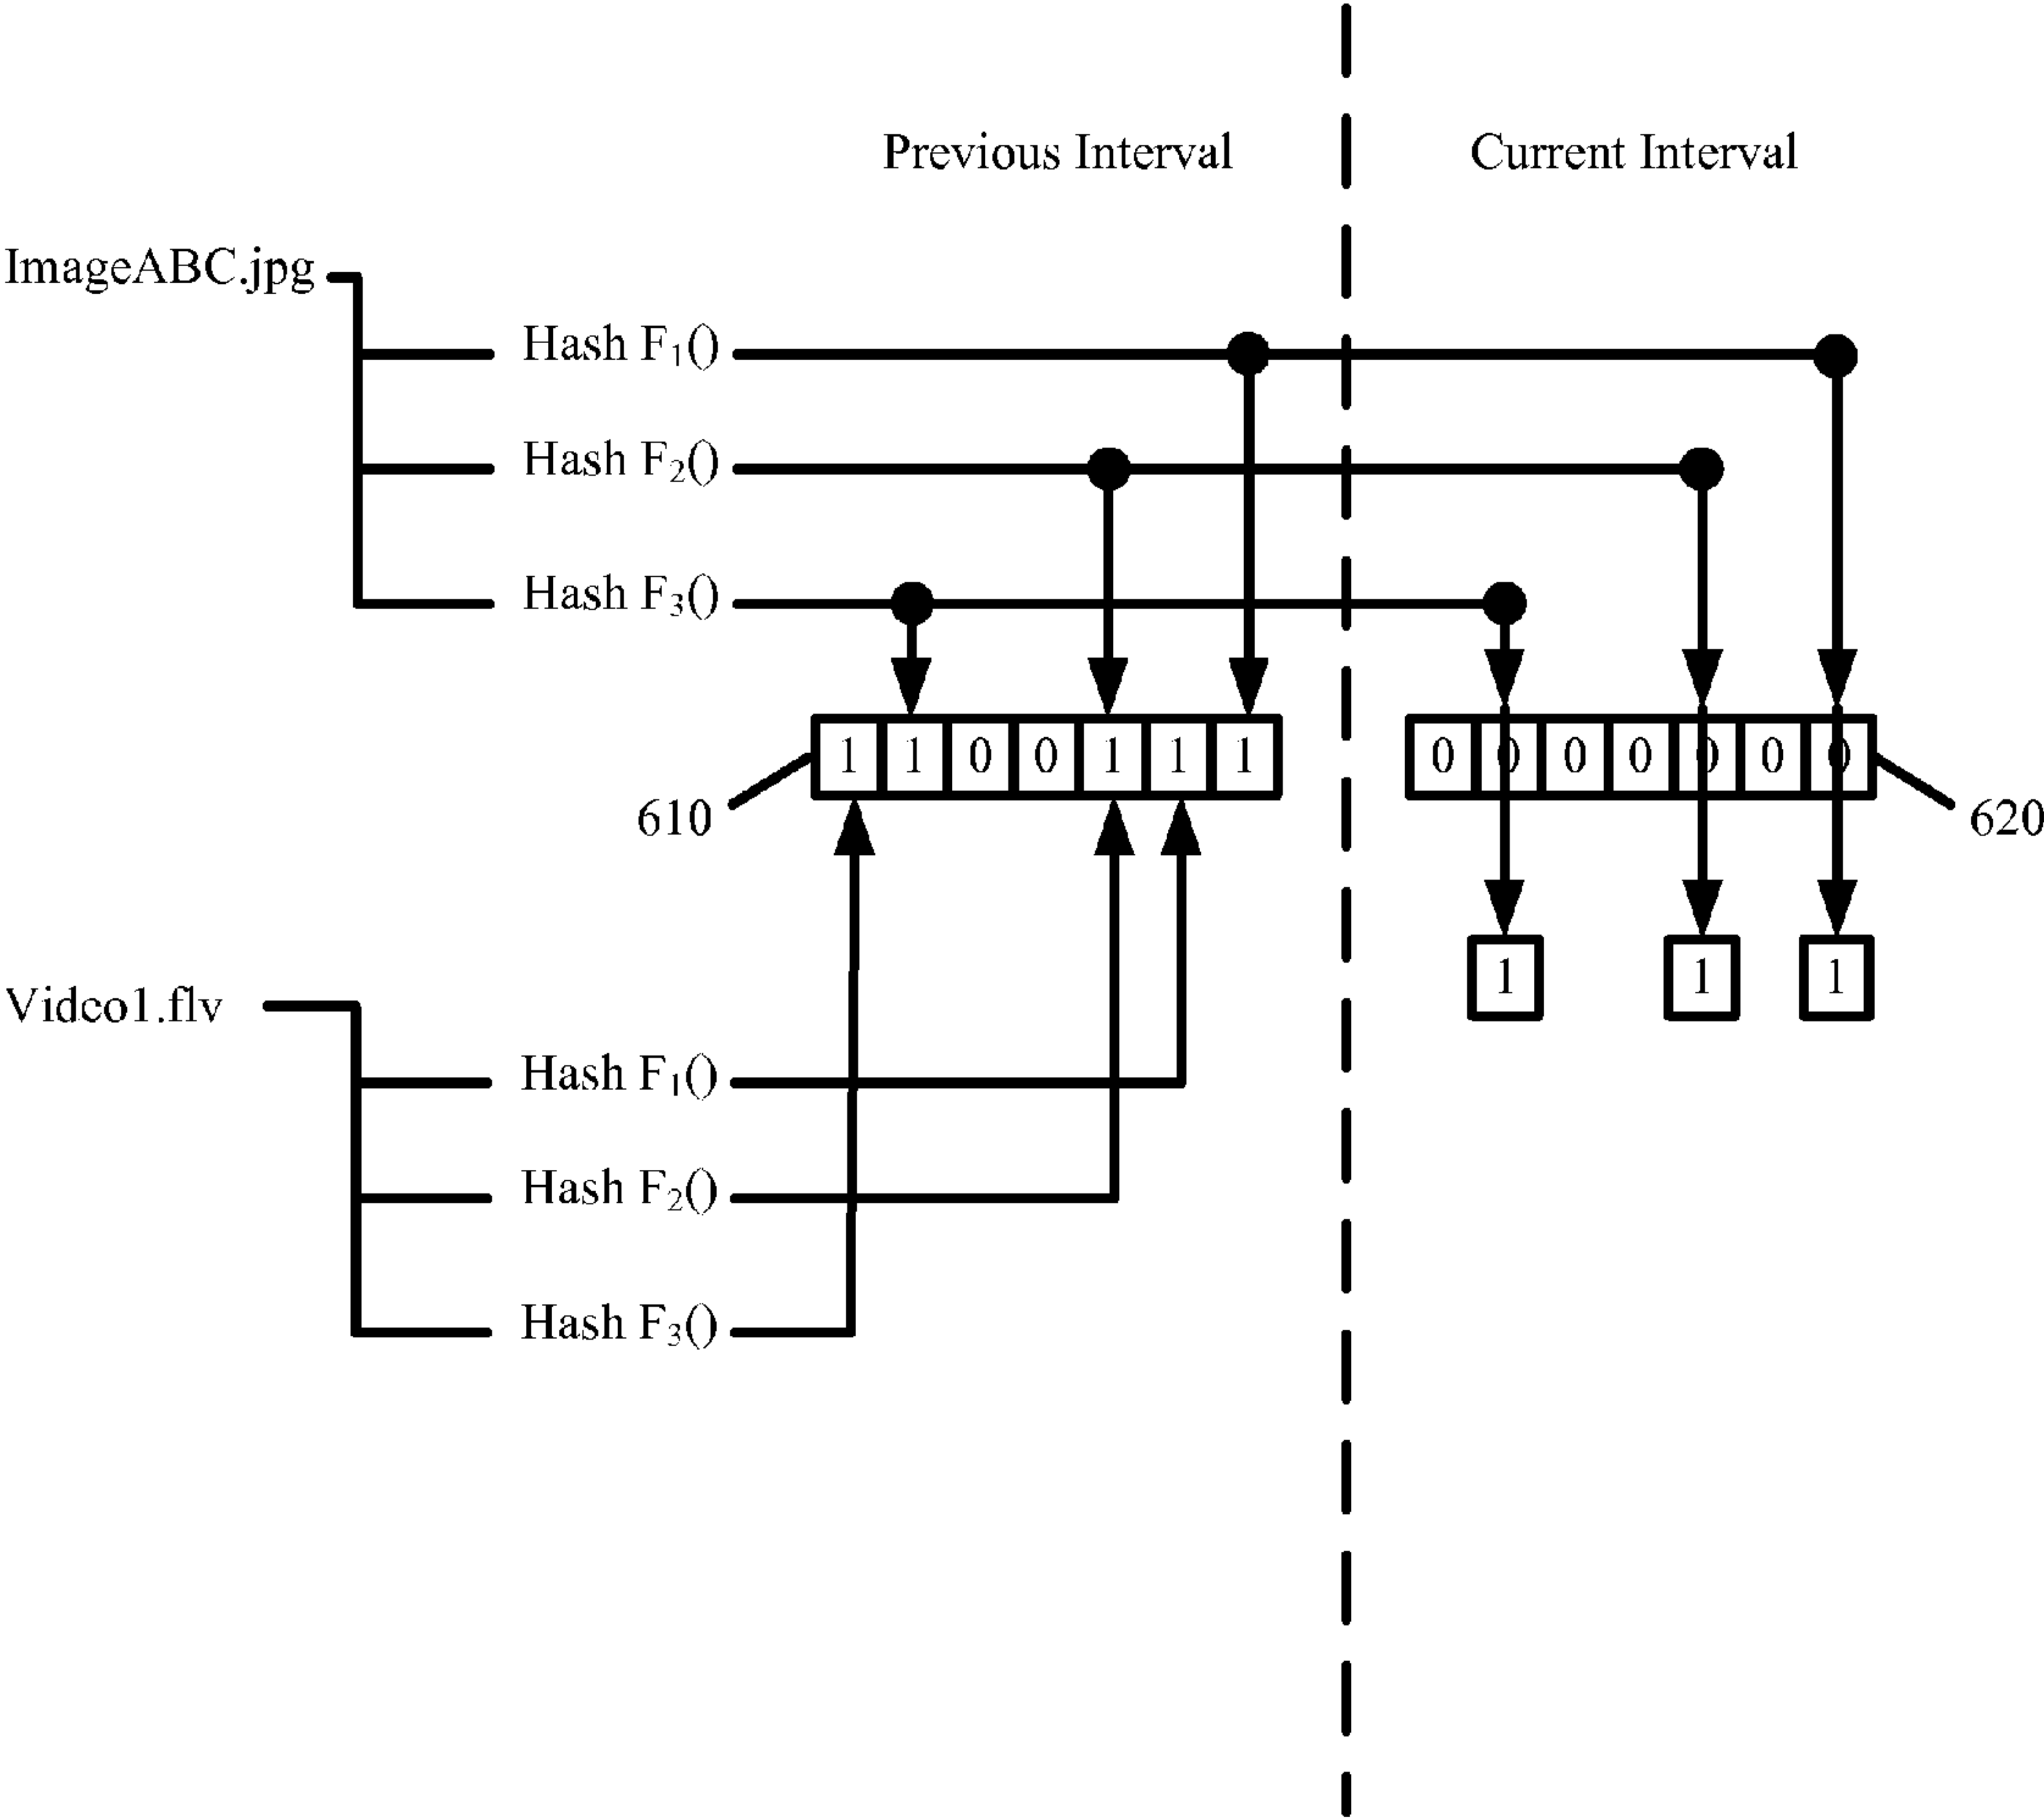 Previous Interval
Current Interval
ImageABC.jpg
Hash F₁()
Hash F₂()
Hash F₃()
1 1 0 0 1 1 1
0 0 0 0 0 0 0
610
620
1 1 1
Video1.flv
Hash F₁()
Hash F₂()
Hash F₃()